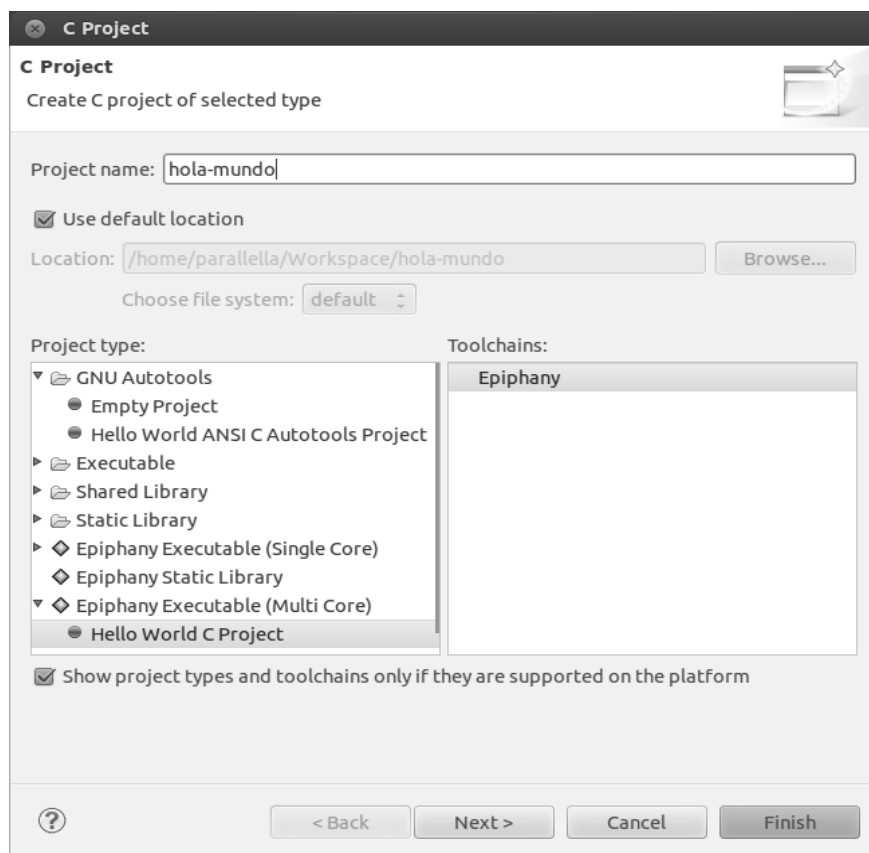 C Project
C Project
Create C project of selected type
Project name: hola-mundo
Use default location
Location: /home/parallella/Workspace/hola-mundo Browse...
Choose file system: default
Project type: Toolchains:
GNU Autotools Epiphany
Empty Project
Hello World ANSI C Autotools Project
Executable
Shared Library
Static Library
Epiphany Executable (Single Core)
Epiphany Static Library
Epiphany Executable (Multi Core)
Hello World C Project
Show project types and toolchains only if they are supported on the platform
? < Back Next > Cancel Finish